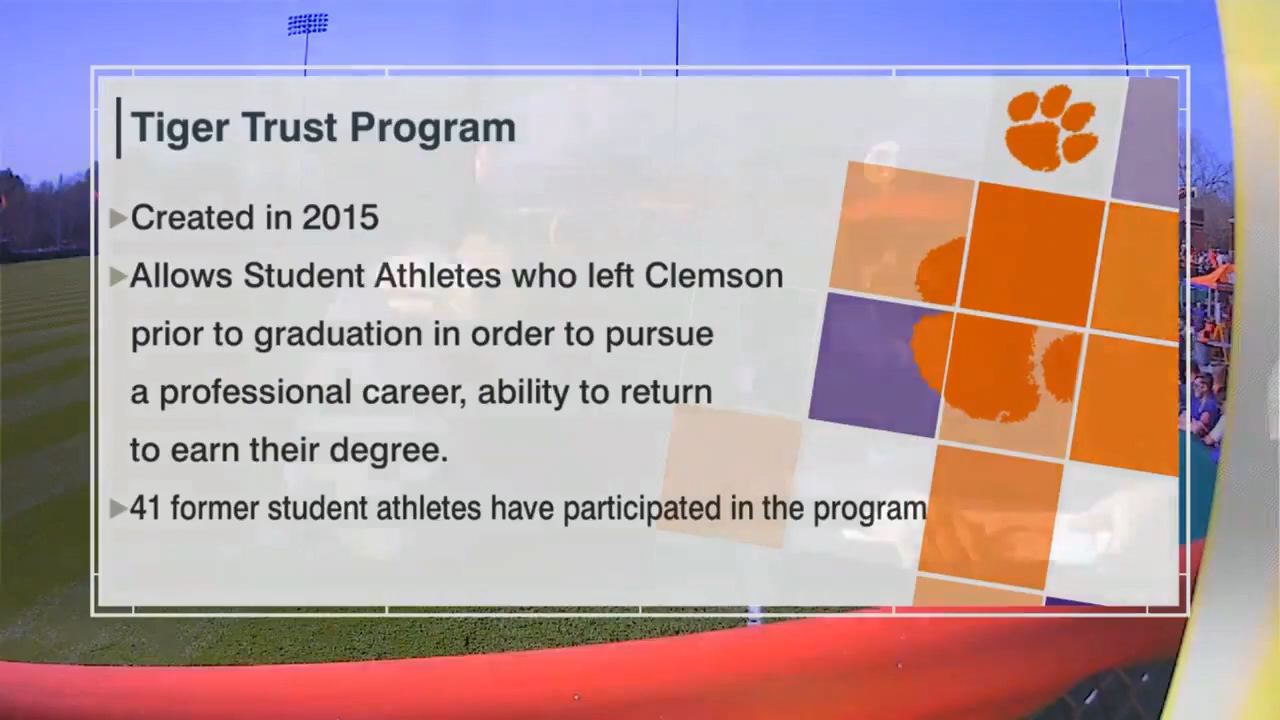 Tiger Trust Program
Created in 2015
Allows Student Athletes who left Clemson
prior to graduation in order to pursue
a professional career, ability to return
to earn their degree.
41 former student athletes have participated in the program